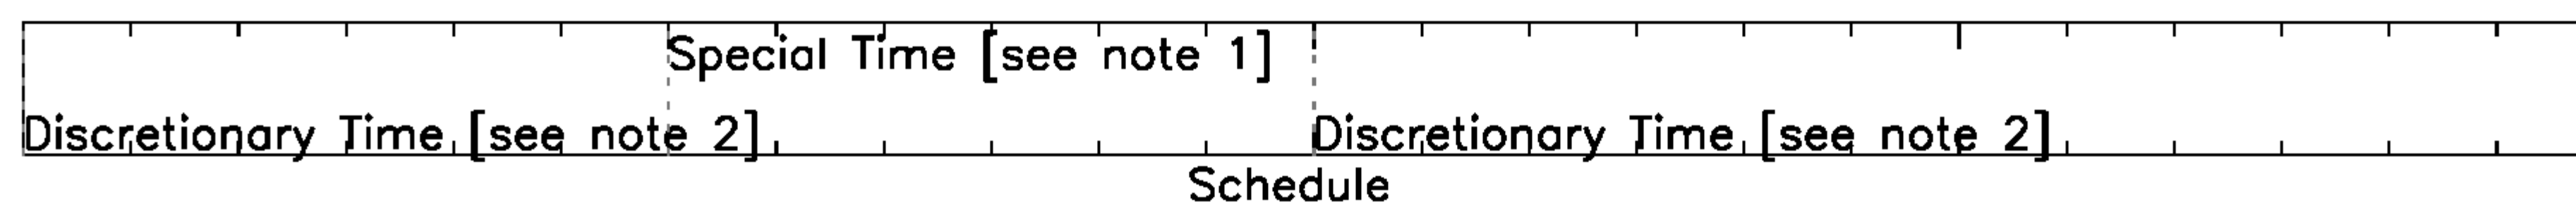 Special Time [see note 1]
Discretionary Time [see note 2]
Discretionary Time [see note 2]
Schedule